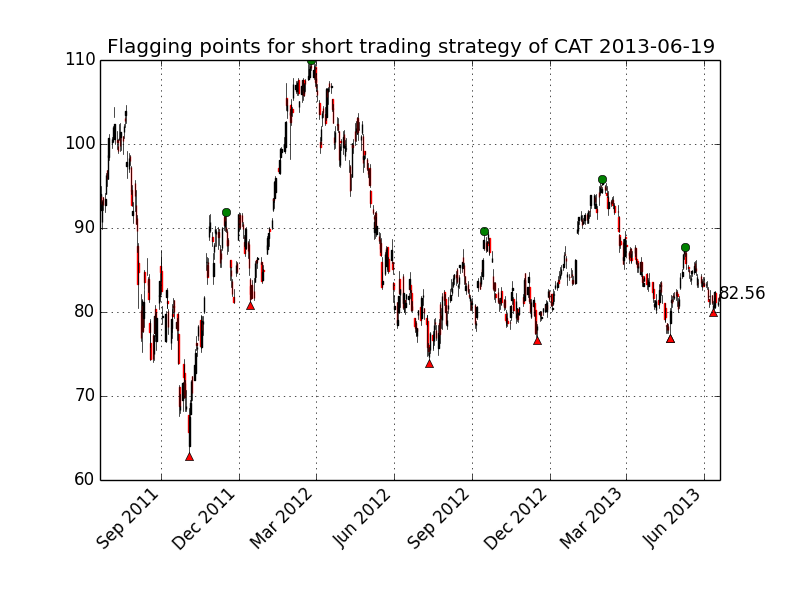 Flagging points for short trading strategy of CAT 2013-06-19
110
100
90
80
70
60
82.56
Sep 2011
Dec 2011
Mar 2012
Jun 2012
Sep 2012
Dec 2012
Mar 2013
Jun 2013